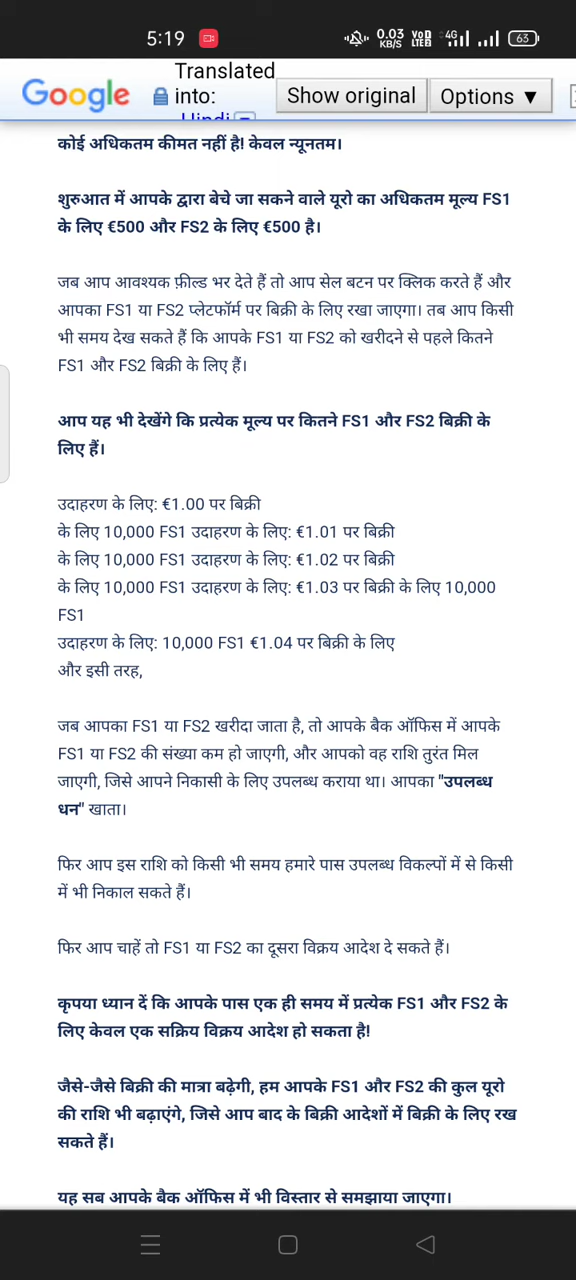 5:19
0.03 KB/S
VoD LTE2
4G
63
Google
Translated into: Hindi
Show original
Options ▼
कोई अधिकतम कीमत नहीं है! केवल न्यूनतम।
शुरुआत में आपके द्वारा बेचे जा सकने वाले यूरो का अधिकतम मूल्य FS1
के लिए €500 और FS2 के लिए €500 है।
जब आप आवश्यक फ़ील्ड भर देते हैं तो आप सेल बटन पर क्लिक करते हैं और
आपका FS1 या FS2 प्लेटफॉर्म पर बिक्री के लिए रखा जाएगा। तब आप किसी
भी समय देख सकते हैं कि आपके FS1 या FS2 को खरीदने से पहले कितने
FS1 और FS2 बिक्री के लिए हैं।
आप यह भी देखेंगे कि प्रत्येक मूल्य पर कितने FS1 और FS2 बिक्री के
लिए हैं।
उदाहरण के लिए: €1.00 पर बिक्री
के लिए 10,000 FS1 उदाहरण के लिए: €1.01 पर बिक्री
के लिए 10,000 FS1 उदाहरण के लिए: €1.02 पर बिक्री
के लिए 10,000 FS1 उदाहरण के लिए: €1.03 पर बिक्री के लिए 10,000
FS1
उदाहरण के लिए: 10,000 FS1 €1.04 पर बिक्री के लिए
और इसी तरह,
जब आपका FS1 या FS2 खरीदा जाता है, तो आपके बैक ऑफिस में आपके
FS1 या FS2 की संख्या कम हो जाएगी, और आपको वह राशि तुरंत मिल
जाएगी, जिसे आपने निकासी के लिए उपलब्ध कराया था। आपका "उपलब्ध
धन" खाता।
फिर आप इस राशि को किसी भी समय हमारे पास उपलब्ध विकल्पों में से किसी
में भी निकाल सकते हैं।
फिर आप चाहें तो FS1 या FS2 का दूसरा विक्रय आदेश दे सकते हैं।
कृपया ध्यान दें कि आपके पास एक ही समय में प्रत्येक FS1 और FS2 के
लिए केवल एक सक्रिय विक्रय आदेश हो सकता है!
जैसे-जैसे बिक्री की मात्रा बढ़ेगी, हम आपके FS1 और FS2 की कुल यूरो
की राशि भी बढ़ाएंगे, जिसे आप बाद के बिक्री आदेशों में बिक्री के लिए रख
सकते हैं।
यह सब आपके बैक ऑफिस में भी विस्तार से समझाया जाएगा।